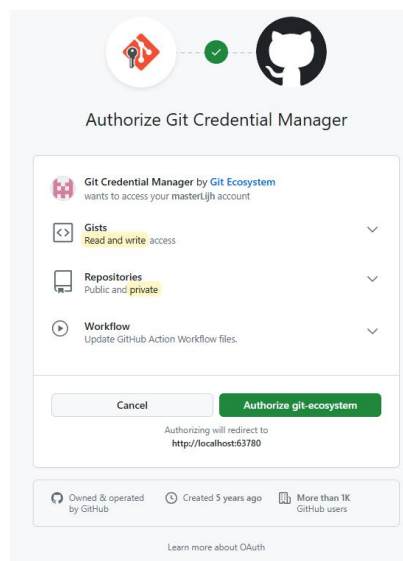 Authorize Git Credential Manager
Git Credential Manager by Git Ecosystem
wants to access your masterLijh account
Gists
Read and write access
Repositories
Public and private
Workflow
Update GitHub Action Workflow files.
Cancel
Authorize git-ecosystem
Authorizing will redirect to
http://localhost:63780
Owned & operated
by GitHub
Created 5 years ago
More than 1K
GitHub users
Learn more about OAuth